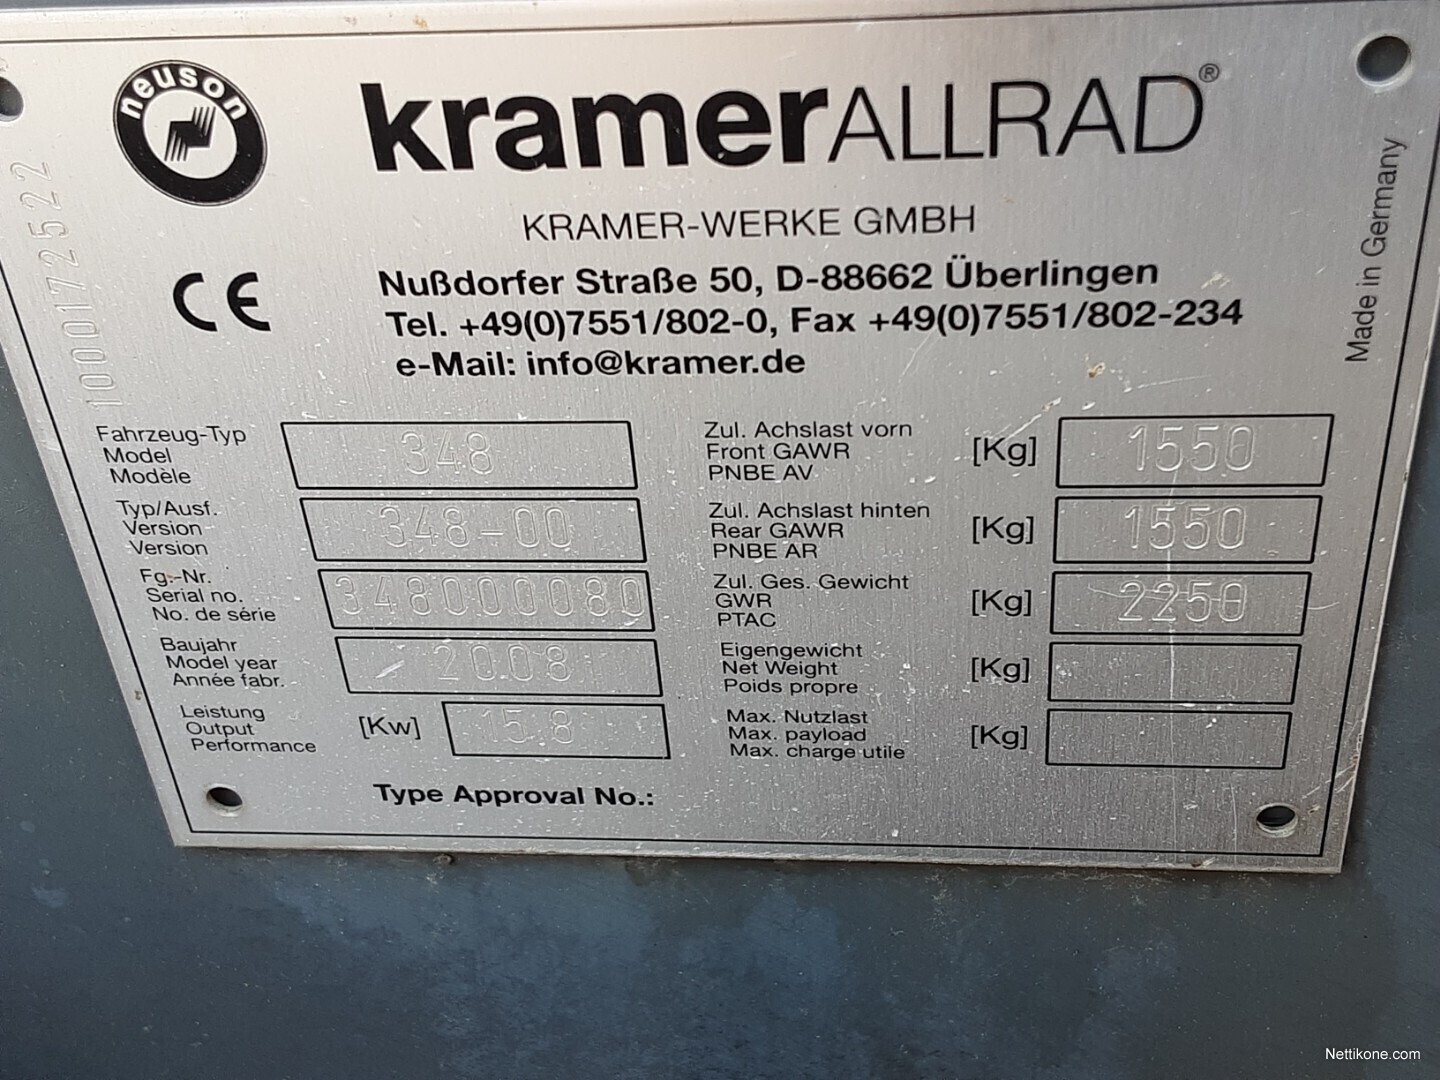 neuson
kramerALLRAD®
KRAMER-WERKE GMBH
Nußdorfer Straße 50, D-88662 Überlingen
Tel. +49(0)7551/802-0, Fax +49(0)7551/802-234
e-Mail: info@kramer.de
CE
Made in Germany
1000172522
Fahrzeug-Typ
Model
Modèle
348
Typ/Ausf.
Version
Version
348-00
Fg.-Nr.
Serial no.
No. de série
348000080
Baujahr
Model year
Année fabr.
2008
Leistung
Output
Performance
[Kw]
15.8
Zul. Achslast vorn
Front GAWR
PNBE AV
[Kg]
1550
Zul. Achslast hinten
Rear GAWR
PNBE AR
[Kg]
1550
Zul. Ges. Gewicht
GWR
PTAC
[Kg]
2250
Eigengewicht
Net Weight
Poids propre
[Kg]
Max. Nutzlast
Max. payload
Max. charge utile
[Kg]
Type Approval No.:
Nettikone.com